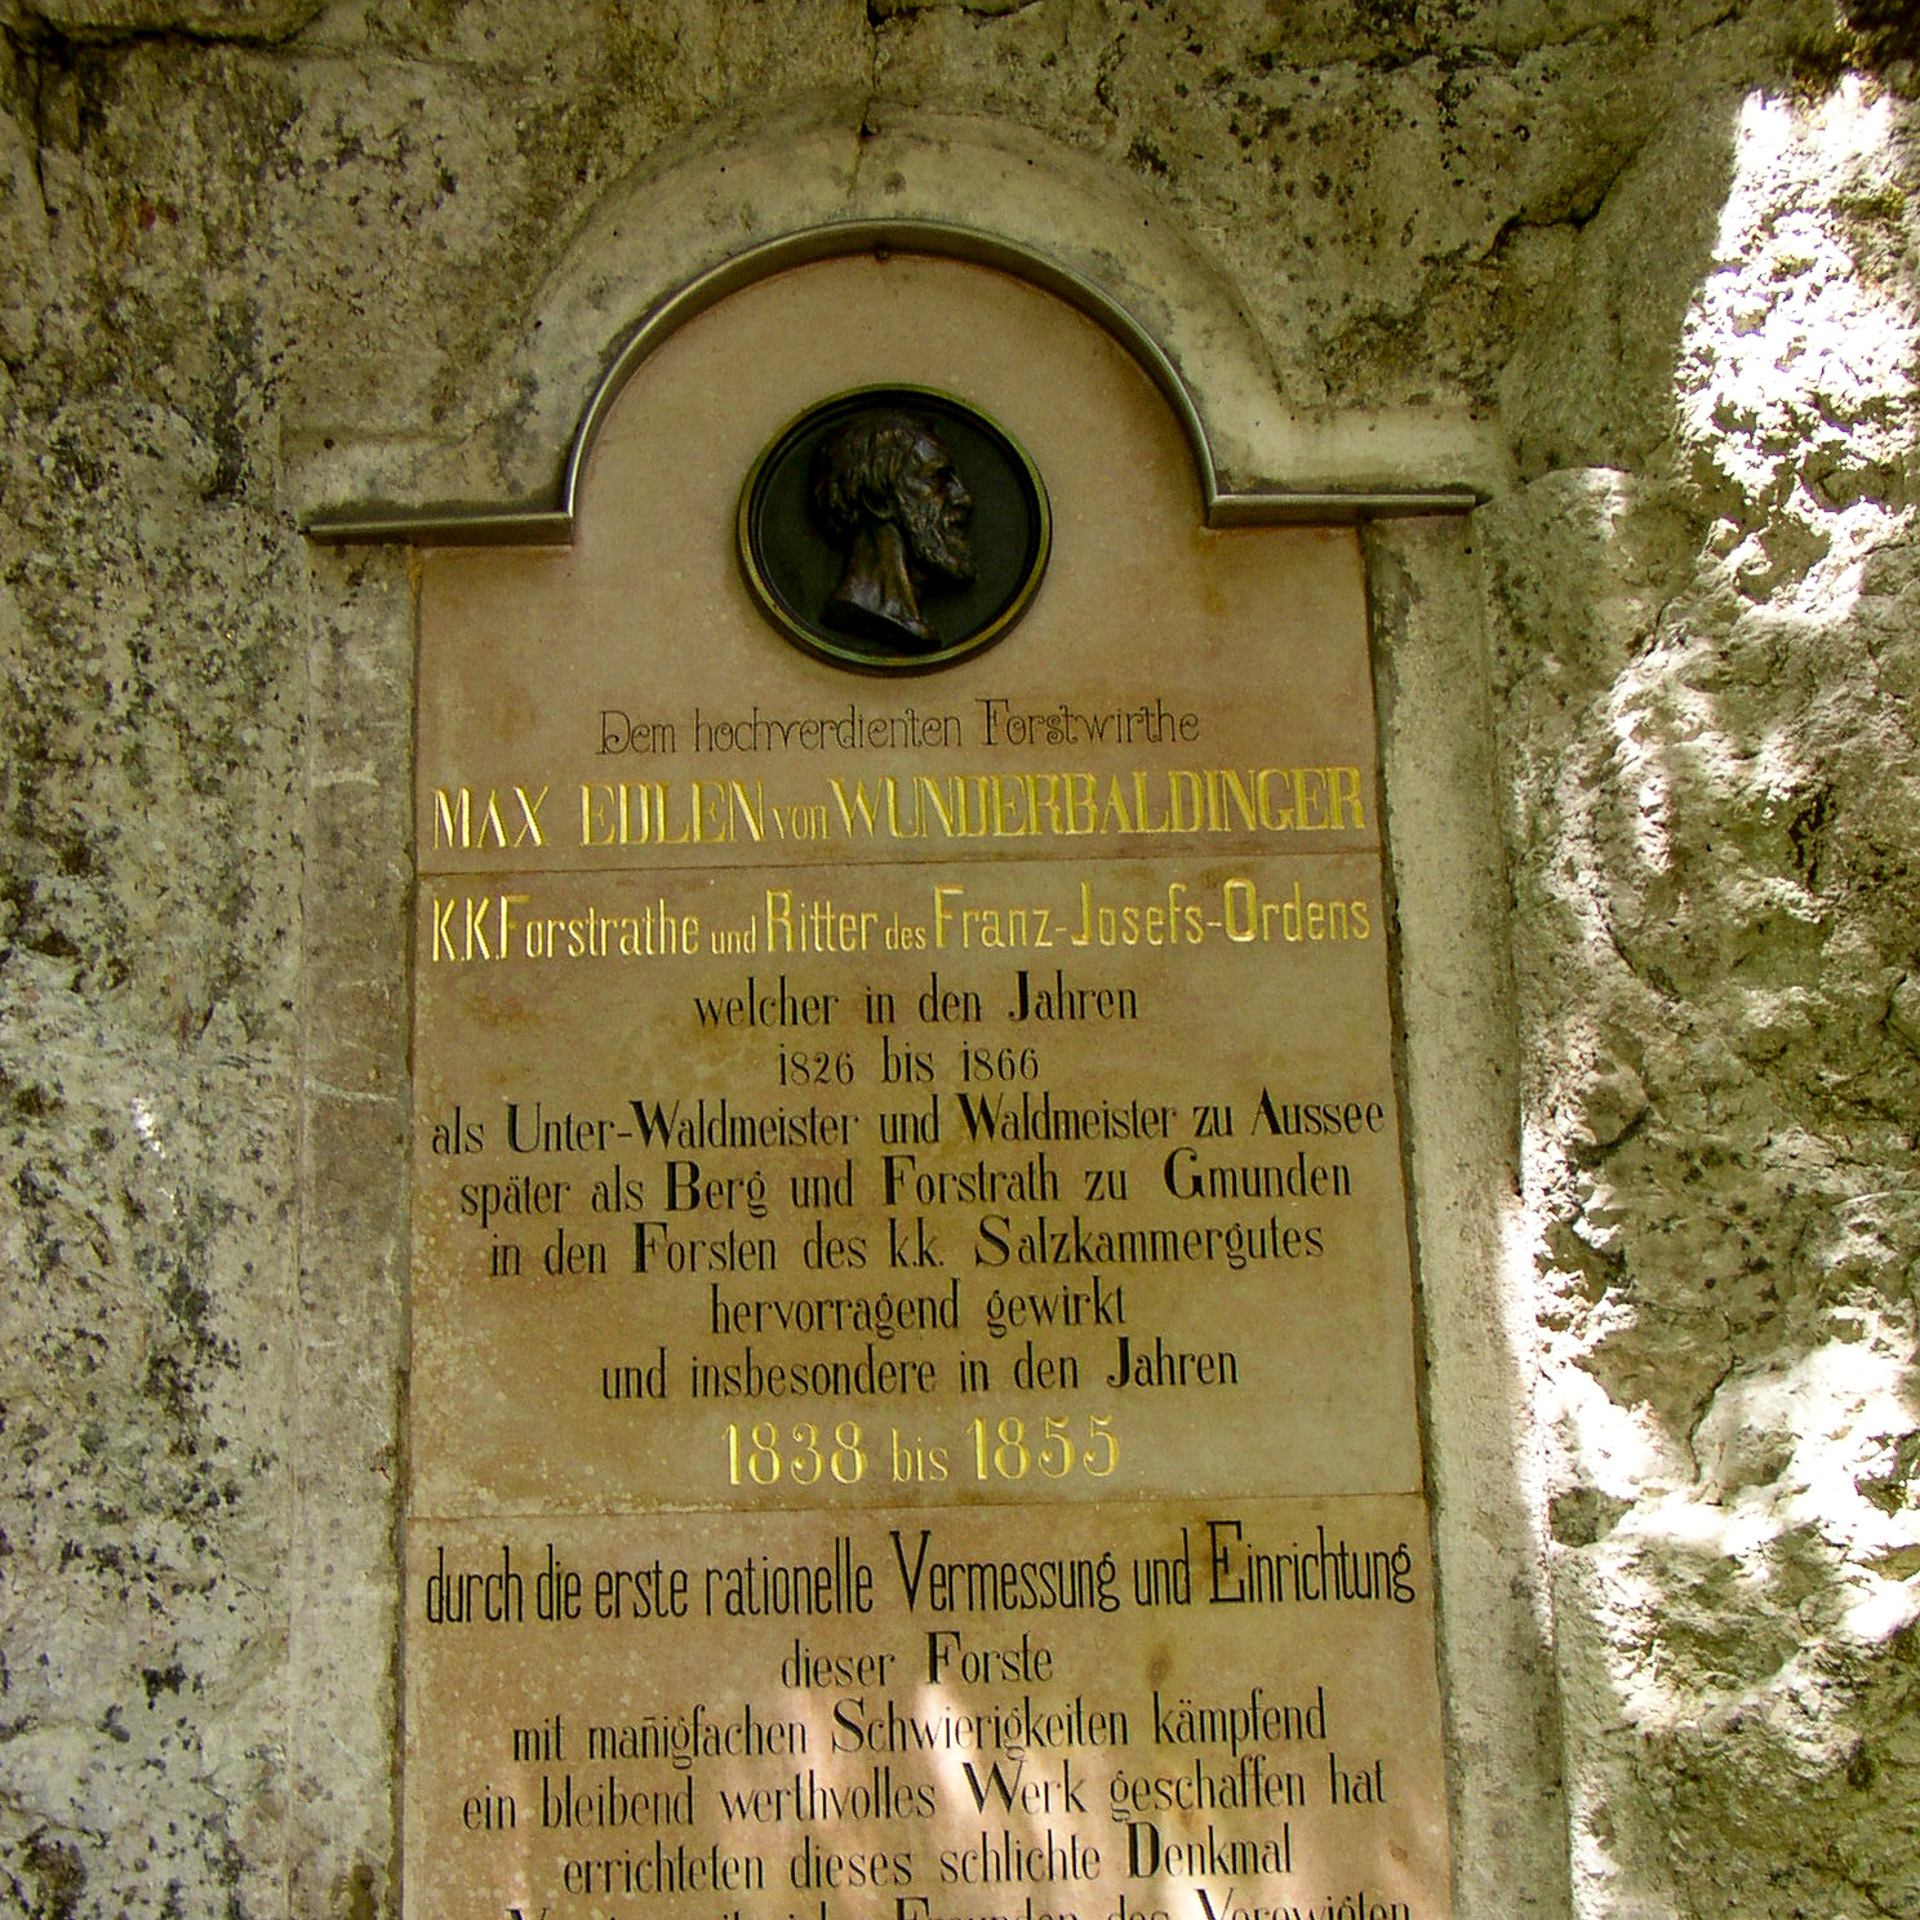 Dem hochverdienten Forstwirthe
MAX EDLEN von WUNDERBALDINGER
K.K.Forstrathe und Ritter des Franz-Josefs-Ordens
welcher in den Jahren
1826 bis 1866
als Unter-Waldmeister und Waldmeister zu Aussee
später als Berg und Forstrath zu Gmunden
in den Forsten des k.k. Salzkammergutes
hervorragend gewirkt
und insbesondere in den Jahren
1838 bis 1855
durch die erste rationelle Vermessung und Einrichtung
dieser Forste
mit mañigfachen Schwierigkeiten kämpfend
ein bleibend werthvolles Werk geschaffen hat
errichteten dieses schlichte Denkmal
Freunden des Verewigten